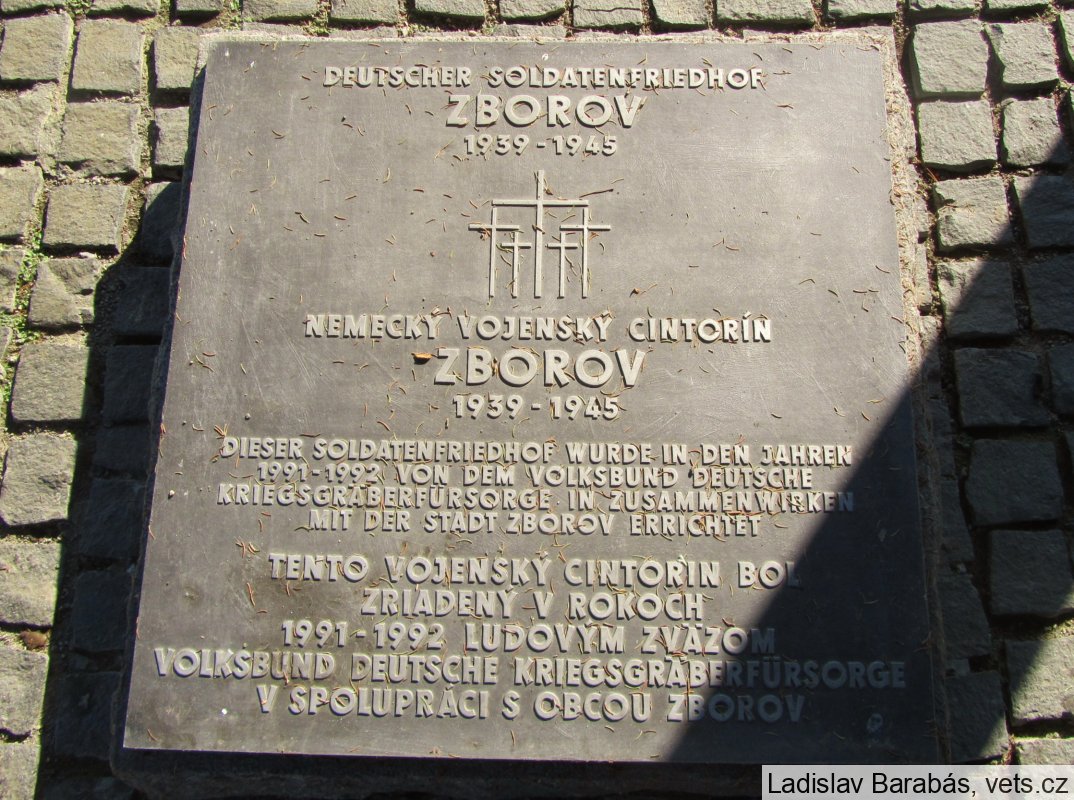 DEUTSCHER SOLDATENFRIEDHOF
ZBOROV
1939 - 1945
NEMECKÝ VOJENSKÝ CINTORÍN
ZBOROV
1939 - 1945
DIESER SOLDATENFRIEDHOF WURDE IN DEN JAHREN
1991 - 1992 VON DEM VOLKSBUND DEUTSCHE
KRIEGSGRÄBERFÜRSORGE IN ZUSAMMENWIRKEN
MIT DER STADT ZBOROV ERRICHTET
TENTO VOJENSKÝ CINTORÍN BOL
ZRIADENÝ V ROKOCH
1991 - 1992 ĽUDOVÝM ZVÄZOM
VOLKSBUND DEUTSCHE KRIEGSGRÄBERFÜRSORGE
V SPOLUPRÁCI S OBCOU ZBOROV
Ladislav Barabás, vets.cz